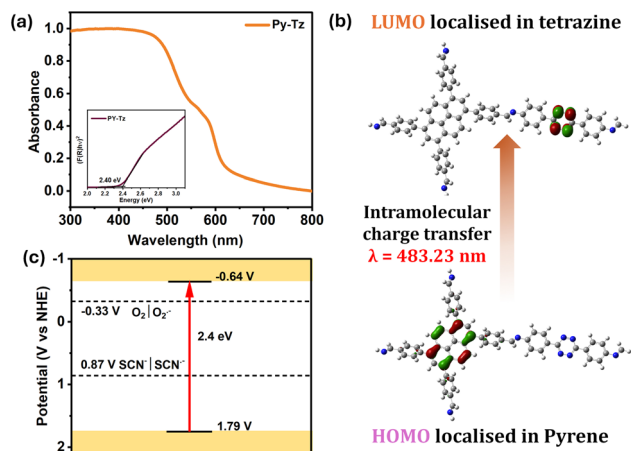 (a)
Py-Tz
Absorbance
1.0
0.8
0.6
0.4
0.2
0.0
PY-Tz
(F(R)hν)²
2.40 eV
2.0 2.2 2.4 2.6 2.8 3.0
Energy (eV)
300 400 500 600 700 800
Wavelength (nm)
(b)
LUMO localised in tetrazine
Intramolecular
charge transfer
λ = 483.23 nm
HOMO localised in Pyrene
(c)
Potential (V vs NHE)
-1
0
1
2
-0.64 V
-0.33 V O₂|O₂·⁻
2.4 eV
0.87 V SCN⁻|SCN·⁻
1.79 V